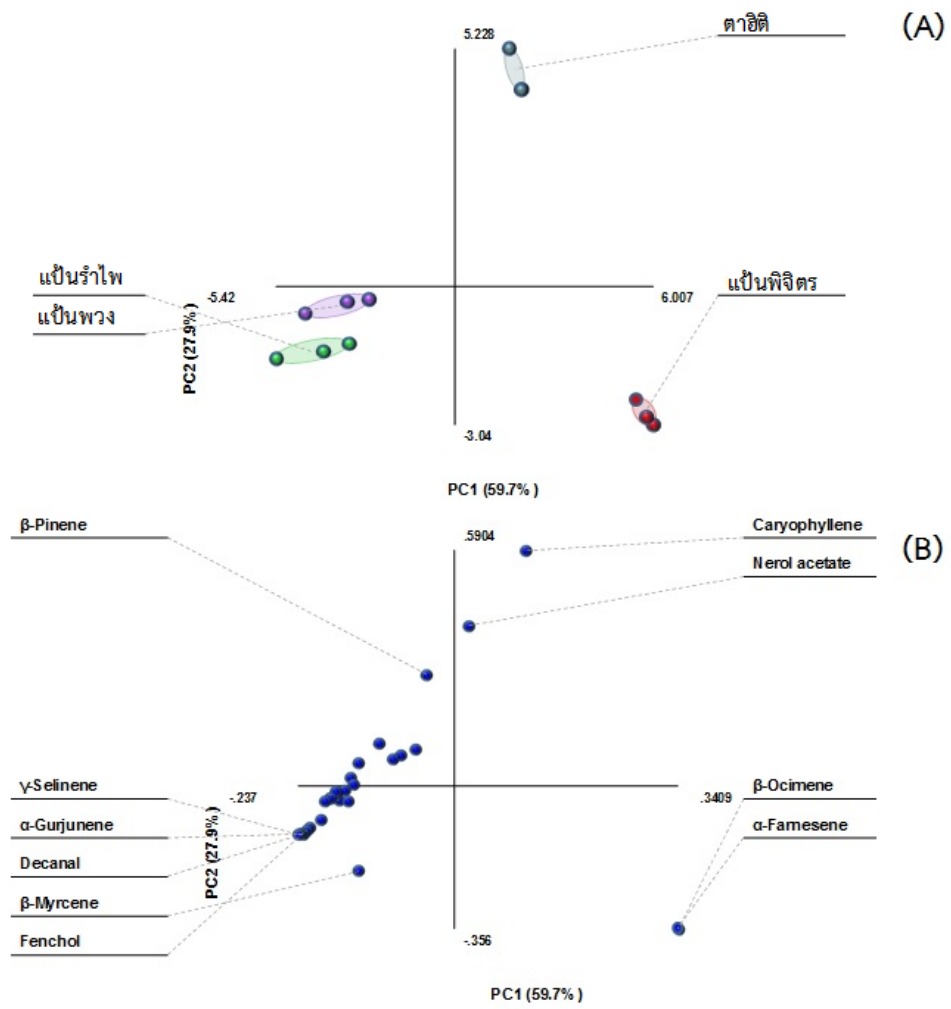 (A)
ตาฮิติ
5.228
แป้นรำไพ
แป้นพวง
-5.42
6.007
แป้นพิจิตร
PC2 (27.9%)
-3.04
PC1 (59.7% )
(B)
β-Pinene
.5904
Caryophyllene
Nerol acetate
γ-Selinene
-.237
.3409
β-Ocimene
α-Gurjunene
α-Farnesene
Decanal
PC2 (27.9%)
β-Myrcene
Fenchol
-.356
PC1 (59.7% )